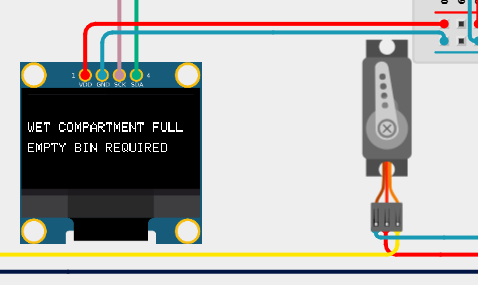 1 4
VDD GND SCK SDA
WET COMPARTMENT FULL
EMPTY BIN REQUIRED